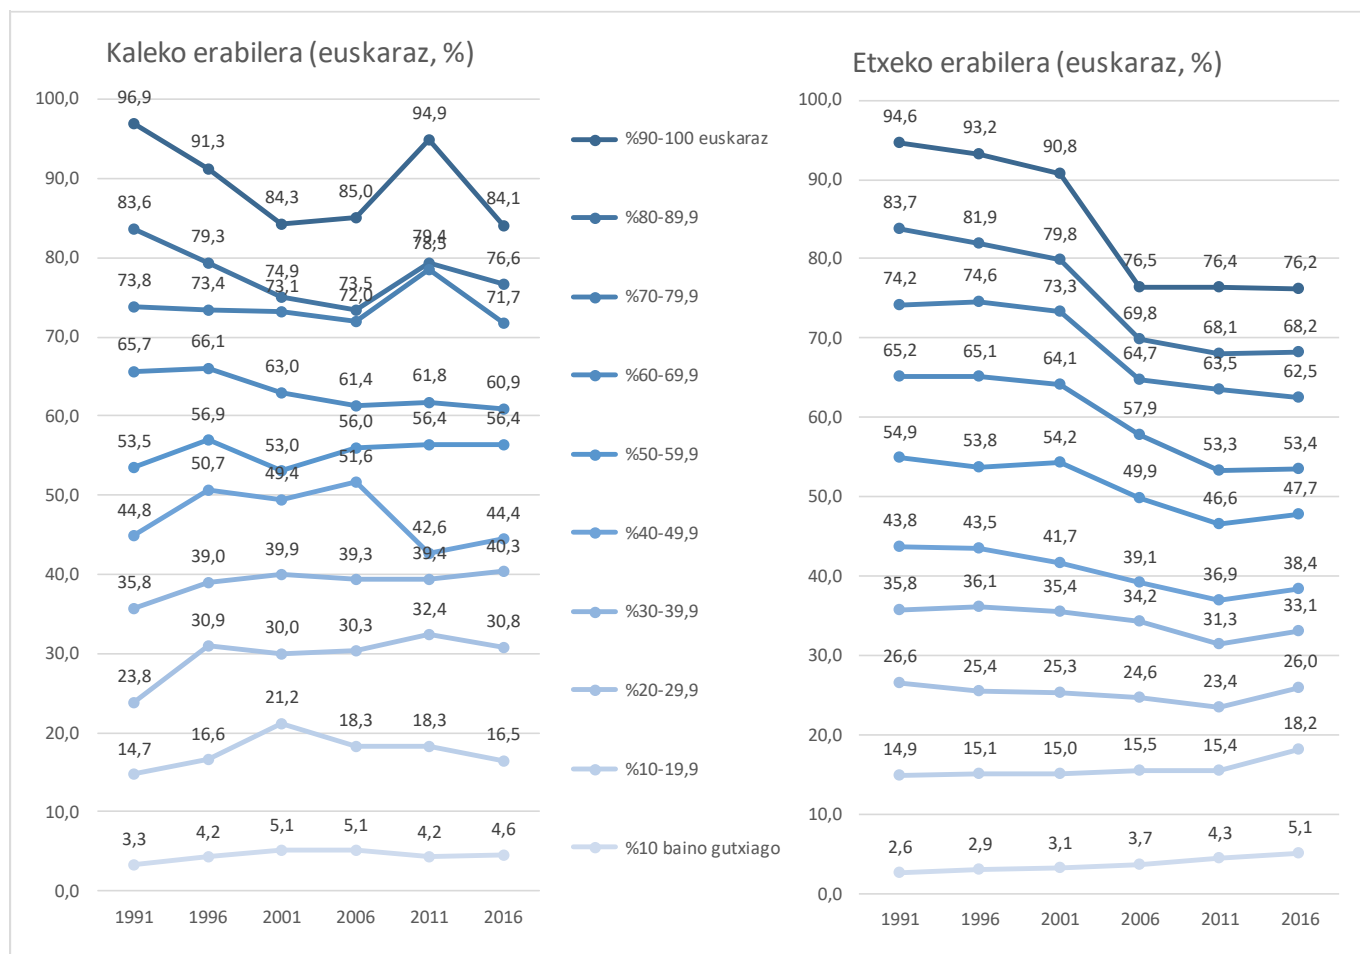 Kaleko erabilera (euskaraz, %)
100,0
90,0
80,0
70,0
60,0
50,0
40,0
30,0
20,0
10,0
0,0
96,9 91,3 84,3 85,0 94,9 84,1
83,6 79,3 74,9 73,5 79,4 76,6
73,8 73,4 73,1 72,0 78,5 71,7
65,7 66,1 63,0 61,4 61,8 60,9
53,5 56,9 53,0 56,0 56,4 56,4
44,8 50,7 49,4 51,6 42,6 44,4
35,8 39,0 39,9 39,3 39,4 40,3
23,8 30,9 30,0 30,3 32,4 30,8
14,7 16,6 21,2 18,3 18,3 16,5
3,3 4,2 5,1 5,1 4,2 4,6
1991 1996 2001 2006 2011 2016
%90-100 euskaraz
%80-89,9
%70-79,9
%60-69,9
%50-59,9
%40-49,9
%30-39,9
%20-29,9
%10-19,9
%10 baino gutxiago
Etxeko erabilera (euskaraz, %)
100,0
90,0
80,0
70,0
60,0
50,0
40,0
30,0
20,0
10,0
0,0
94,6 93,2 90,8 76,5 76,4 76,2
83,7 81,9 79,8 69,8 68,1 68,2
74,2 74,6 73,3 64,7 63,5 62,5
65,2 65,1 64,1 57,9 53,3 53,4
54,9 53,8 54,2 49,9 46,6 47,7
43,8 43,5 41,7 39,1 36,9 38,4
35,8 36,1 35,4 34,2 31,3 33,1
26,6 25,4 25,3 24,6 23,4 26,0
14,9 15,1 15,0 15,5 15,4 18,2
2,6 2,9 3,1 3,7 4,3 5,1
1991 1996 2001 2006 2011 2016